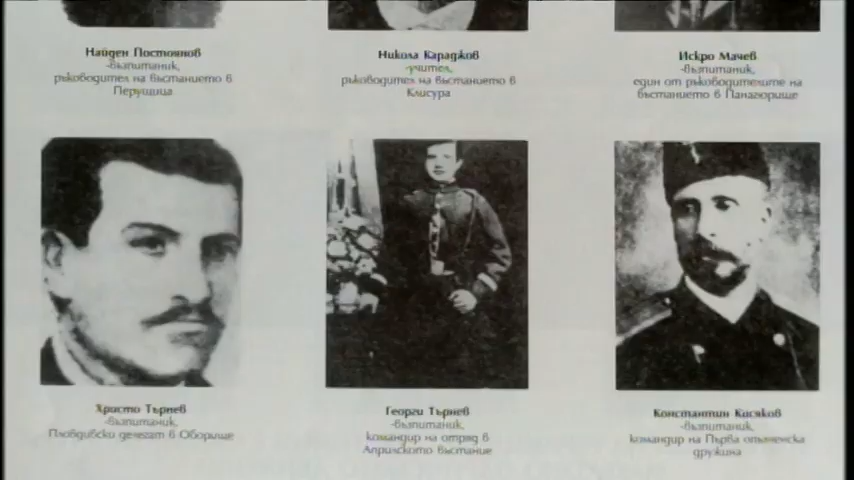 Найден Постоянов
-възпитаник,
ръководител на въстанието в
Перущица
Никола Караджов
-учител,
ръководител на въстанието в
Клисура
Искро Мачев
-възпитаник,
един от ръководителите на
въстанието в Панагюрище
Христо Търнев
-възпитаник,
Пловдивски делегат в Оборище
Георги Търнев
-възпитаник,
командир на отряд в
Априлското въстание
Константин Кисяков
-възпитаник,
командир на Първа опълченска
дружина